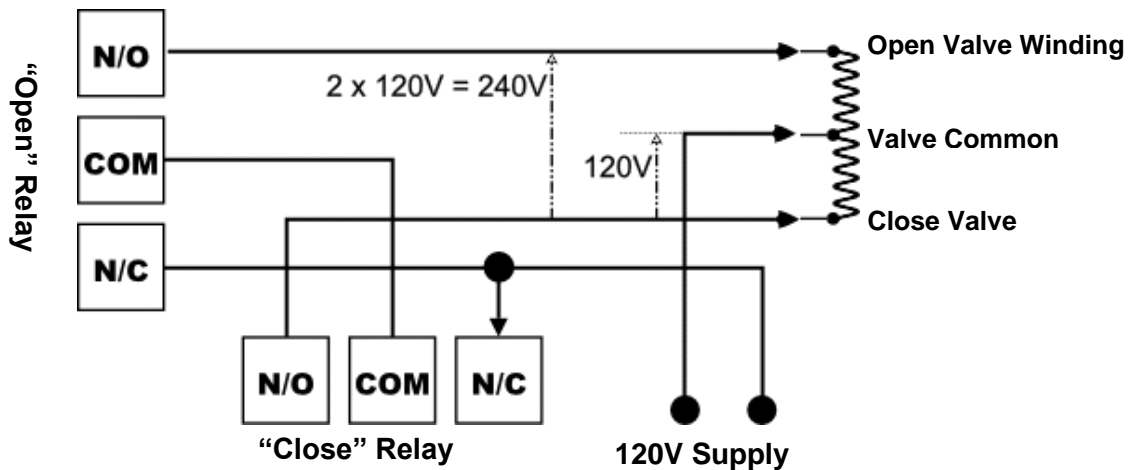 “Open” Relay
N/O
COM
N/C
2 x 120V = 240V
120V
Open Valve Winding
Valve Common
Close Valve
N/O
COM
N/C
“Close” Relay
120V Supply